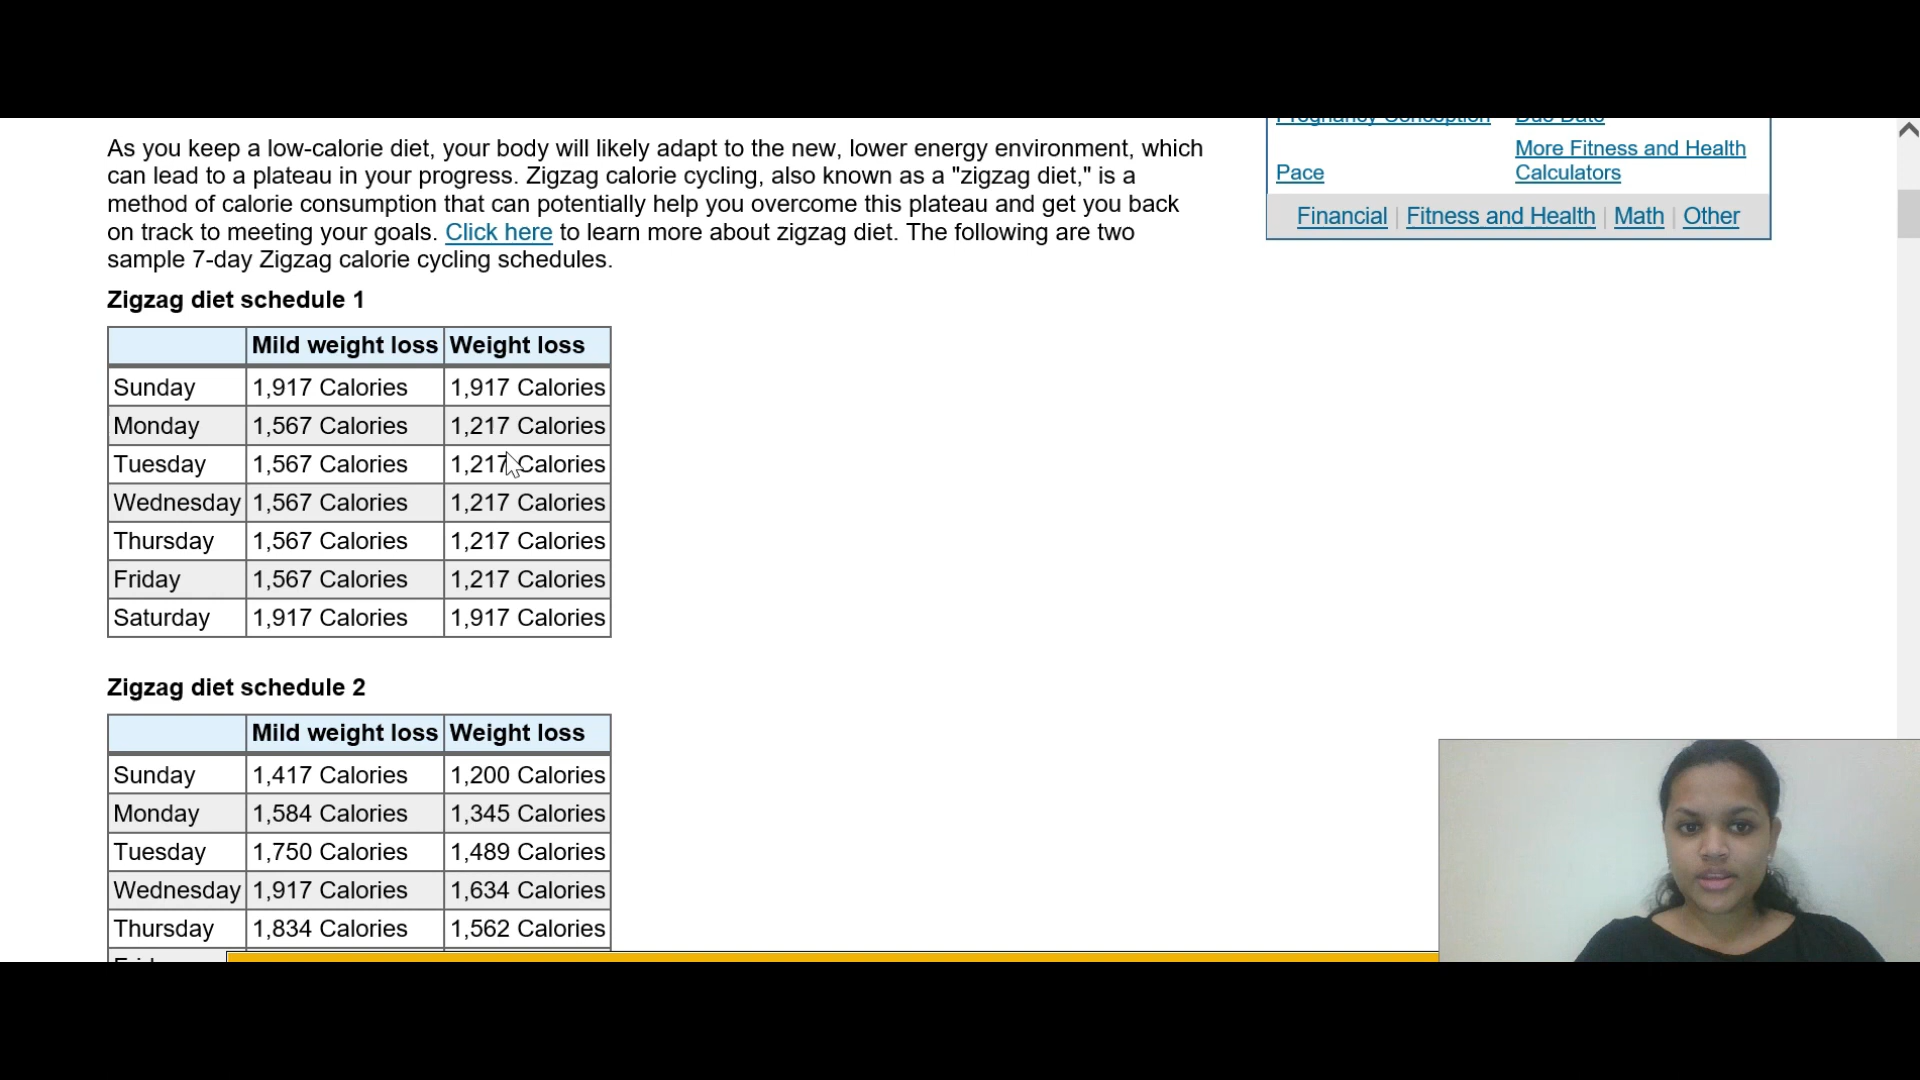 As you keep a low-calorie diet, your body will likely adapt to the new, lower energy environment, which
can lead to a plateau in your progress. Zigzag calorie cycling, also known as a "zigzag diet," is a
method of calorie consumption that can potentially help you overcome this plateau and get you back
on track to meeting your goals. Click here to learn more about zigzag diet. The following are two
sample 7-day Zigzag calorie cycling schedules.
Zigzag diet schedule 1
Mild weight loss Weight loss
Sunday 1,917 Calories 1,917 Calories
Monday 1,567 Calories 1,217 Calories
Tuesday 1,567 Calories 1,217 Calories
Wednesday 1,567 Calories 1,217 Calories
Thursday 1,567 Calories 1,217 Calories
Friday 1,567 Calories 1,217 Calories
Saturday 1,917 Calories 1,917 Calories
Zigzag diet schedule 2
Mild weight loss Weight loss
Sunday 1,417 Calories 1,200 Calories
Monday 1,584 Calories 1,345 Calories
Tuesday 1,750 Calories 1,489 Calories
Wednesday 1,917 Calories 1,634 Calories
Thursday 1,834 Calories 1,562 Calories
Pregnancy Conception Due Date
Pace More Fitness and Health
Calculators
Financial | Fitness and Health | Math | Other